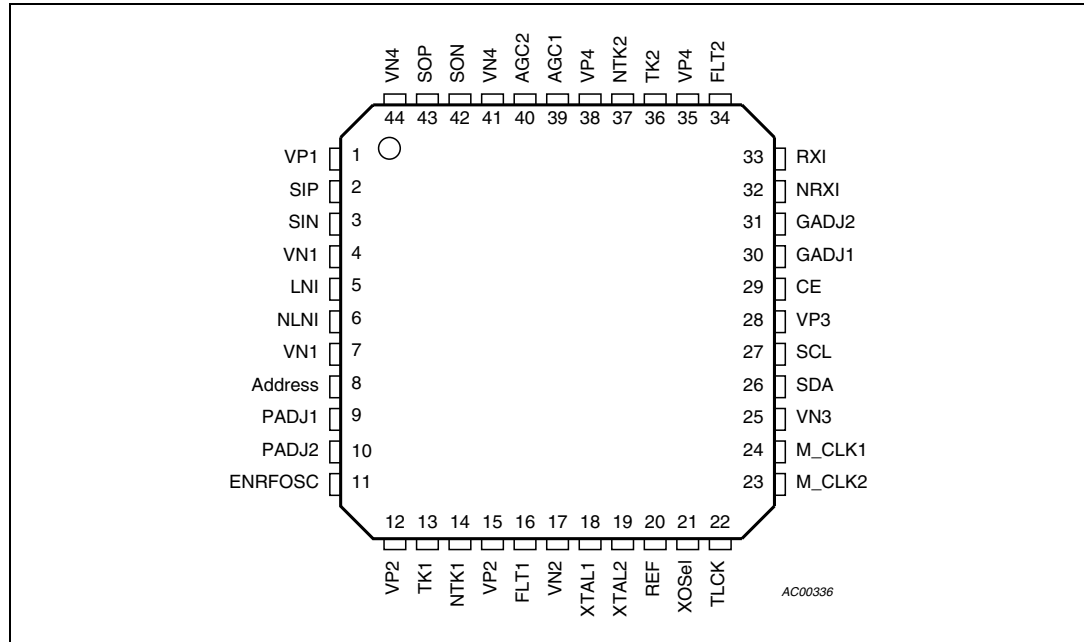 VN4 SOP SON VN4 AGC2 AGC1 VP4 NTK2 TK2 VP4 FLT2
44 43 42 41 40 39 38 37 36 35 34
VP1 1 33 RXI
SIP 2 32 NRXI
SIN 3 31 GADJ2
VN1 4 30 GADJ1
LNI 5 29 CE
NLNI 6 28 VP3
VN1 7 27 SCL
Address 8 26 SDA
PADJ1 9 25 VN3
PADJ2 10 24 M_CLK1
ENRFOSC 11 23 M_CLK2
12 13 14 15 16 17 18 19 20 21 22
VP2 TK1 NTK1 VP2 FLT1 VN2 XTAL1 XTAL2 REF XOSel TLCK
AC00336